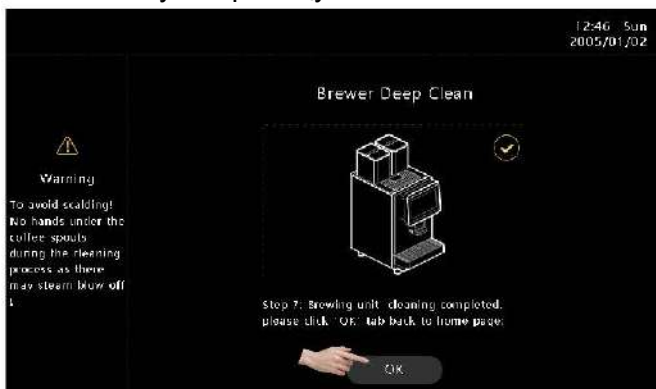 12:46 Sun
2005/01/02
Brewer Deep Clean
Warning
To avoid scalding!
No hands under the
coffee spouts
during the cleaning
process as there
may steam blow off
!
Step 7: Brewing unit cleaning completed,
please click "OK" tab back to home page;
OK